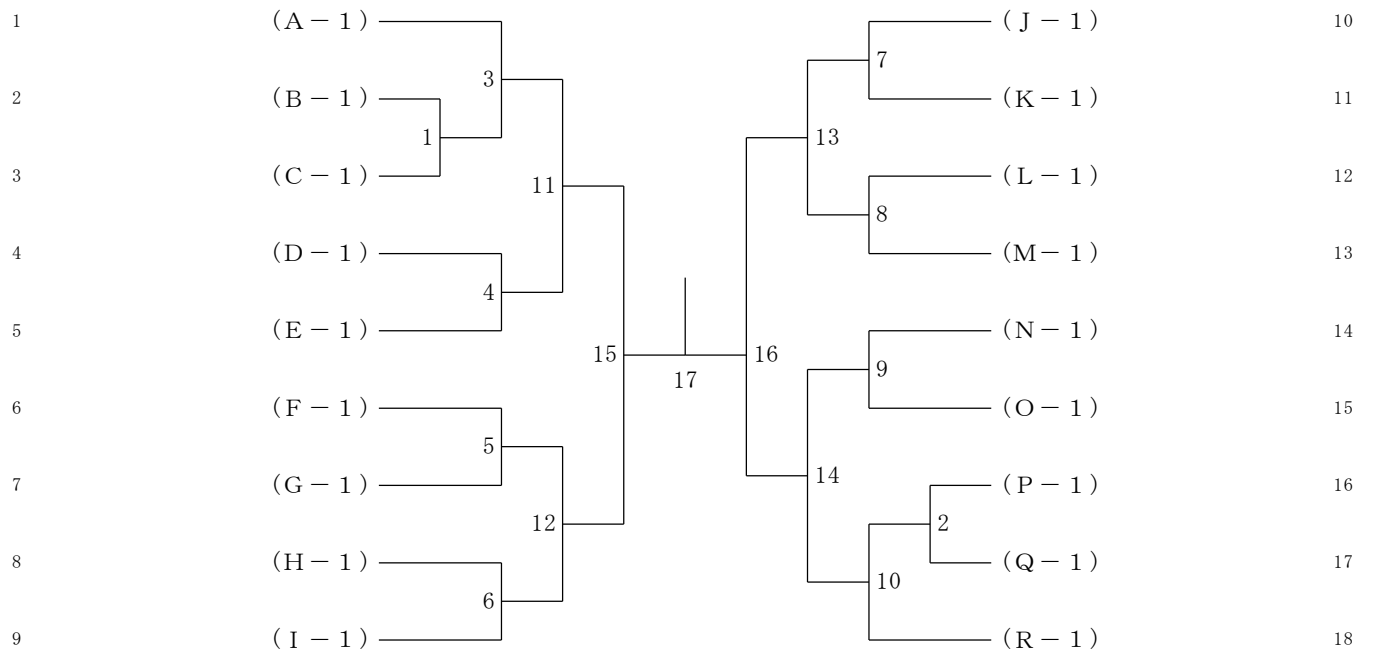 1 （A－1） （J－1） 10
3 7
2 （B－1） （K－1） 11
1 13
3 （C－1） （L－1） 12
11 8
4 （D－1） （M－1） 13
4
5 （E－1） （N－1） 14
15 16 9
17
6 （F－1） （O－1） 15
5 14
7 （G－1） （P－1） 16
12 2
8 （H－1） （Q－1） 17
6 10
9 （I－1） （R－1） 18